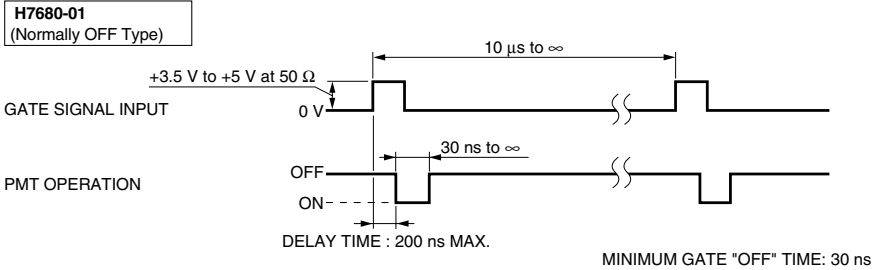 H7680-01
(Normally OFF Type)
10 µs to ∞
+3.5 V to +5 V at 50 Ω
GATE SIGNAL INPUT
0 V
30 ns to ∞
OFF
PMT OPERATION
ON
DELAY TIME : 200 ns MAX.
MINIMUM GATE "OFF" TIME: 30 ns